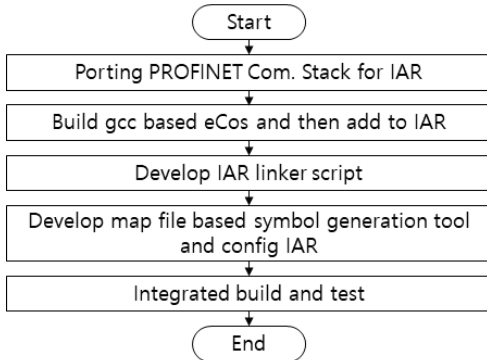 Start
Porting PROFINET Com. Stack for IAR
Build gcc based eCos and then add to IAR
Develop IAR linker script
Develop map file based symbol generation tool
and config IAR
Integrated build and test
End